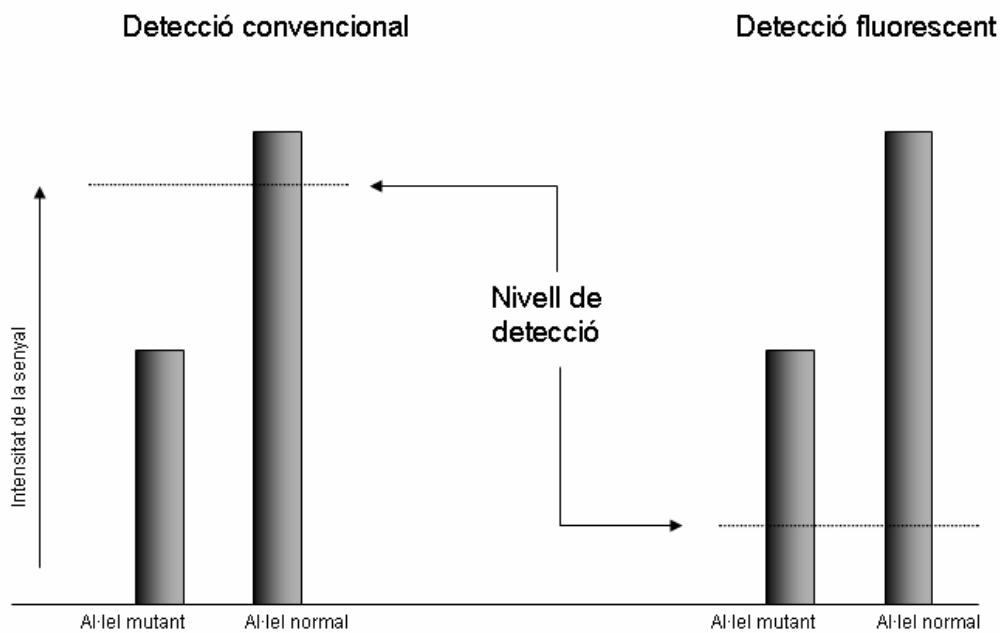 Detecció convencional
Detecció fluorescent
Nivell de
detecció
Intensitat de la senyal
Al·lel mutant
Al·lel normal
Al·lel mutant
Al·lel normal